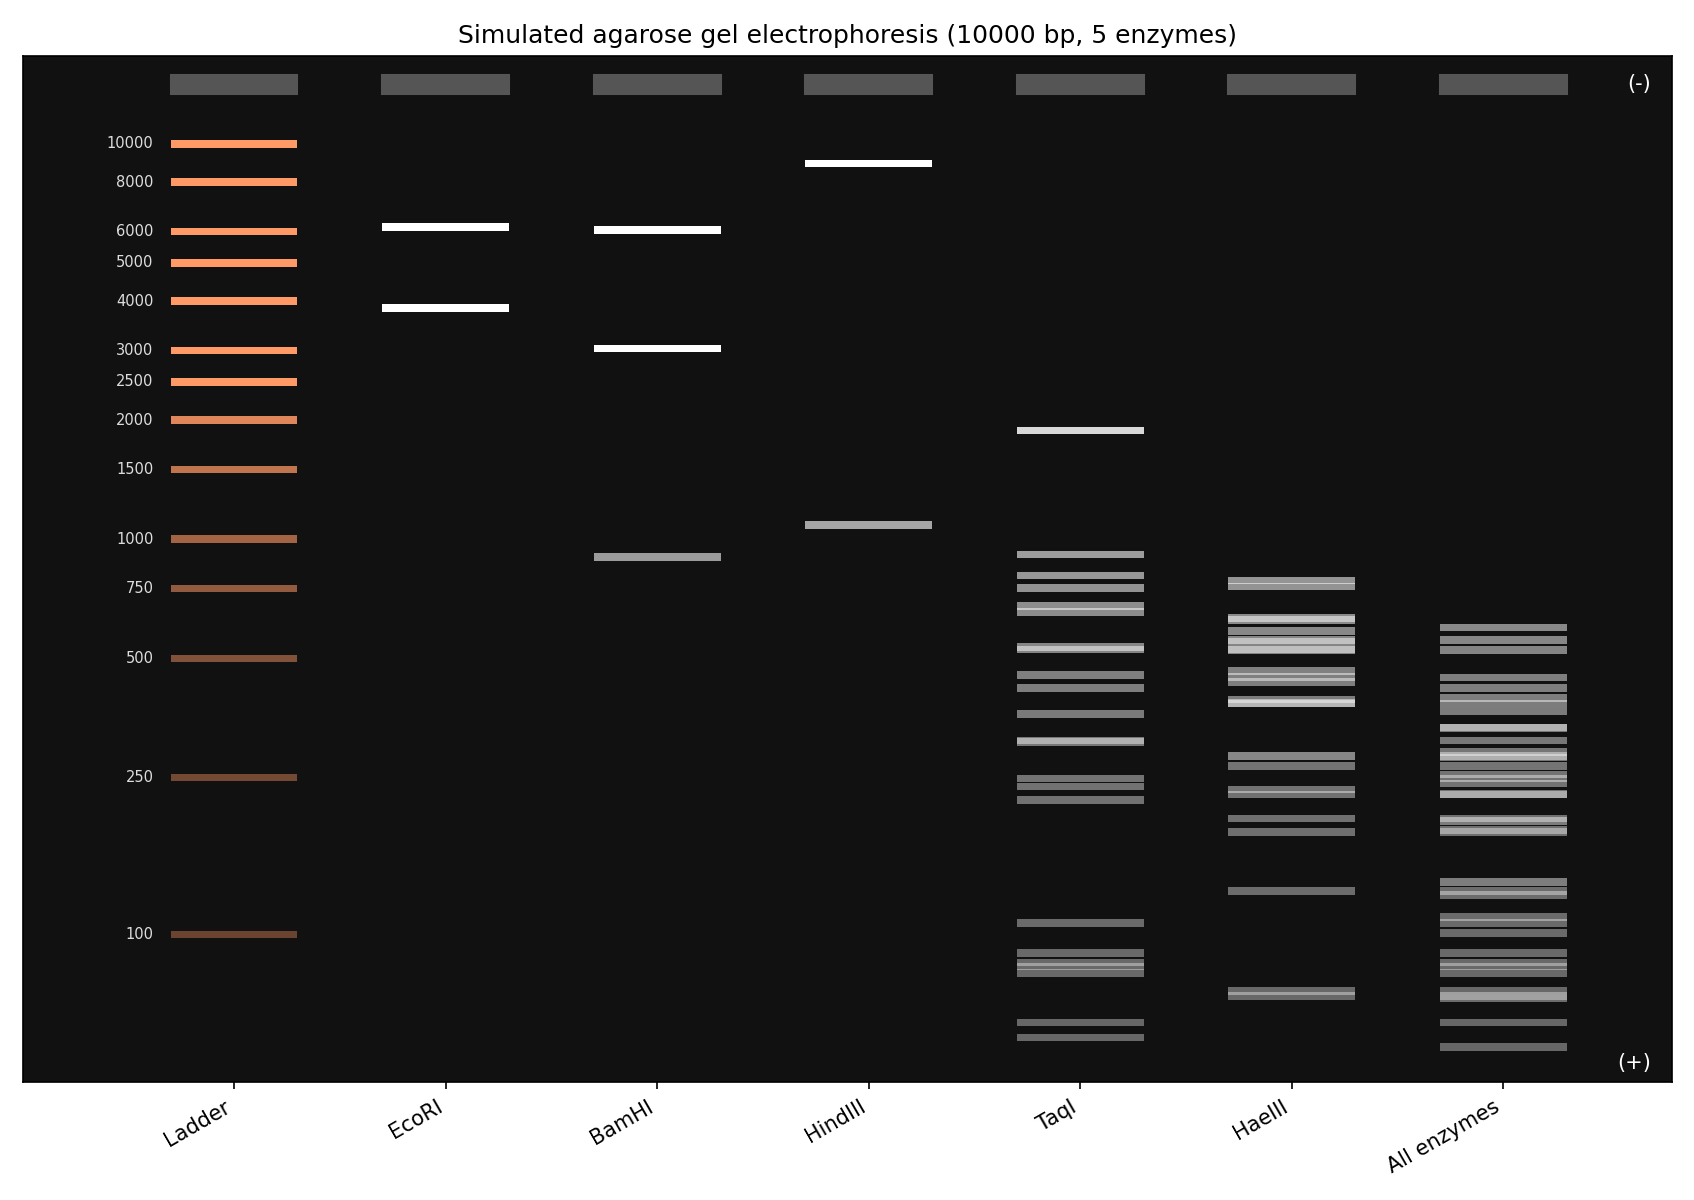 Simulated agarose gel electrophoresis (10000 bp, 5 enzymes)
(-)
10000
8000
6000
5000
4000
3000
2500
2000
1500
1000
750
500
250
100
(+)
Ladder
EcoRI
BamHI
HindIII
TaqI
HaeIII
All enzymes